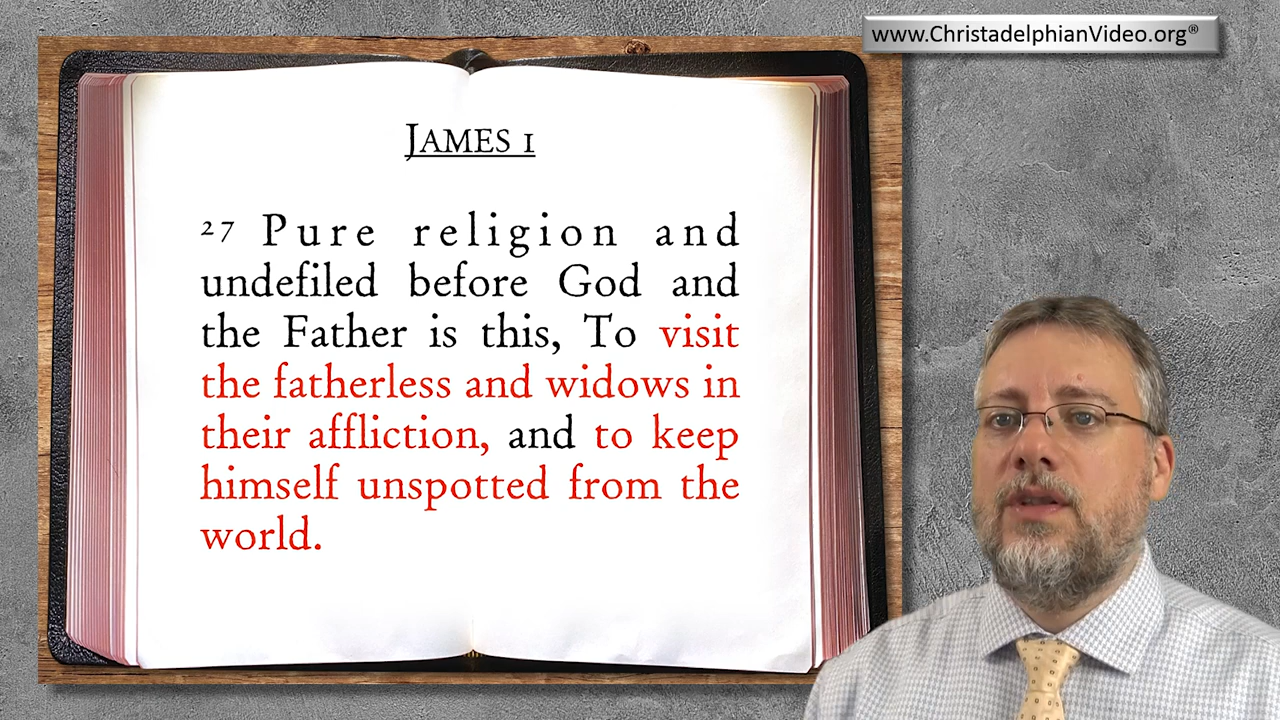 www.ChristadelphianVideo.org®
JAMES 1
27 Pure religion and
undefiled before God and
the Father is this, To visit
the fatherless and widows in
their affliction, and to keep
himself unspotted from the
world.